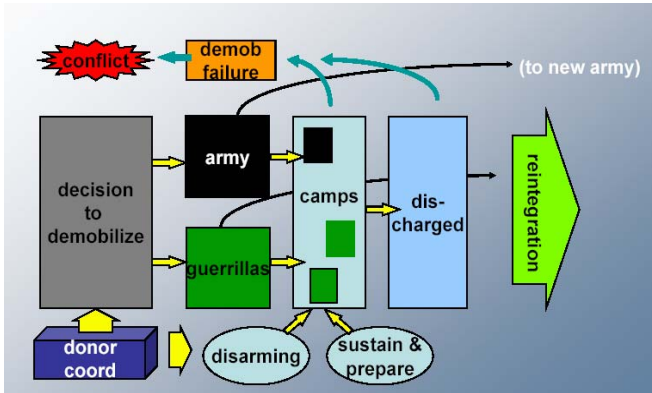 conflict
demob
failure
(to new army)
decision
to
demobilize
army
guerrillas
camps
dis-
charged
reintegration
donor
coord
disarming
sustain &
prepare